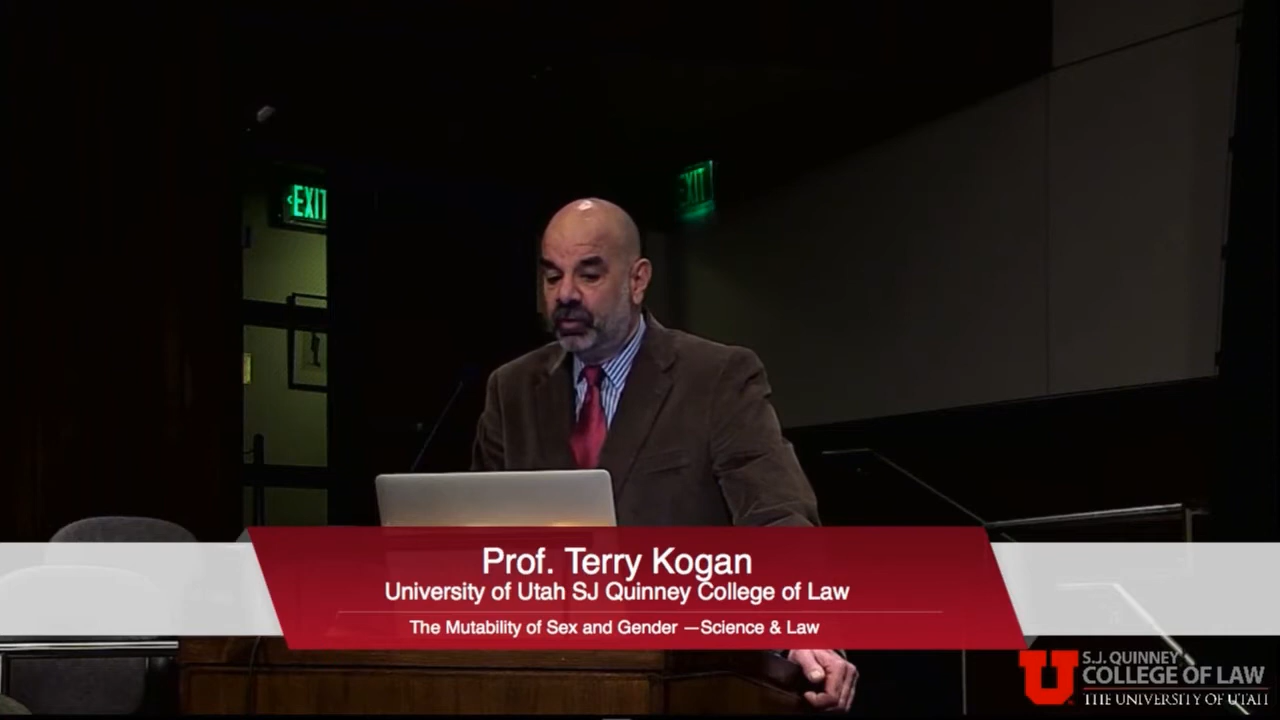 EXIT
EXIT
Prof. Terry Kogan
University of Utah SJ Quinney College of Law
The Mutability of Sex and Gender —Science & Law
U
S.J. QUINNEY
COLLEGE OF LAW
THE UNIVERSITY OF UTAH